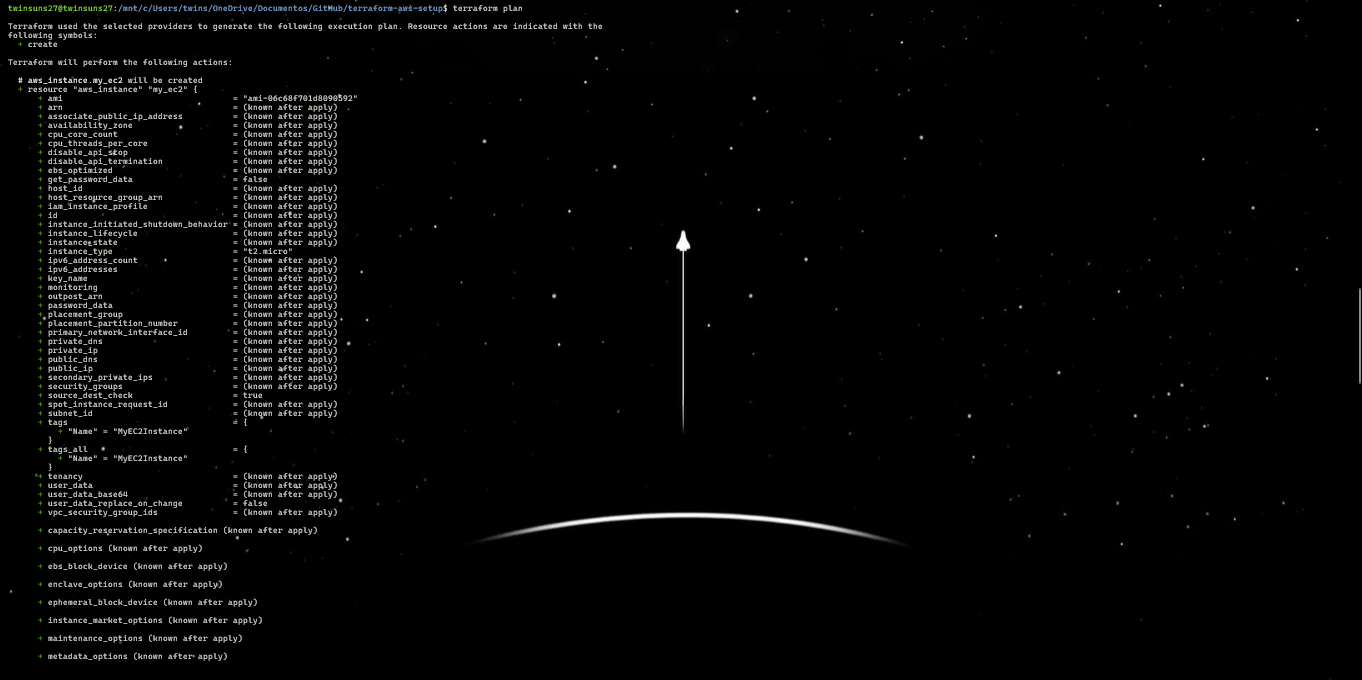 twinsuns27@twinsuns27:/mnt/c/Users/twins/OneDrive/Documentos/GitHub/terraform-aws-setup$ terraform plan
Terraform used the selected providers to generate the following execution plan. Resource actions are indicated with the
following symbols:
+ create
Terraform will perform the following actions:
# aws_instance.my_ec2 will be created
+ resource "aws_instance" "my_ec2" {
+ ami = "ami-06c68f701d8090592"
+ arn = (known after apply)
+ associate_public_ip_address = (known after apply)
+ availability_zone = (known after apply)
+ cpu_core_count = (known after apply)
+ cpu_threads_per_core = (known after apply)
+ disable_api_stop = (known after apply)
+ disable_api_termination = (known after apply)
+ ebs_optimized = (known after apply)
+ get_password_data = false
+ host_id = (known after apply)
+ host_resource_group_arn = (known after apply)
+ iam_instance_profile = (known after apply)
+ id = (known after apply)
+ instance_initiated_shutdown_behavior = (known after apply)
+ instance_lifecycle = (known after apply)
+ instance_state = (known after apply)
+ instance_type = "t2.micro"
+ ipv6_address_count = (known after apply)
+ ipv6_addresses = (known after apply)
+ key_name = (known after apply)
+ monitoring = (known after apply)
+ outpost_arn = (known after apply)
+ password_data = (known after apply)
+ placement_group = (known after apply)
+ placement_partition_number = (known after apply)
+ primary_network_interface_id = (known after apply)
+ private_dns = (known after apply)
+ private_ip = (known after apply)
+ public_dns = (known after apply)
+ public_ip = (known after apply)
+ secondary_private_ips = (known after apply)
+ security_groups = (known after apply)
+ source_dest_check = true
+ spot_instance_request_id = (known after apply)
+ subnet_id = (known after apply)
+ tags = {
+ "Name" = "MyEC2Instance"
}
+ tags_all = {
+ "Name" = "MyEC2Instance"
}
+ tenancy = (known after apply)
+ user_data = (known after apply)
+ user_data_base64 = (known after apply)
+ user_data_replace_on_change = false
+ vpc_security_group_ids = (known after apply)
+ capacity_reservation_specification (known after apply)
+ cpu_options (known after apply)
+ ebs_block_device (known after apply)
+ enclave_options (known after apply)
+ ephemeral_block_device (known after apply)
+ instance_market_options (known after apply)
+ maintenance_options (known after apply)
+ metadata_options (known after apply)